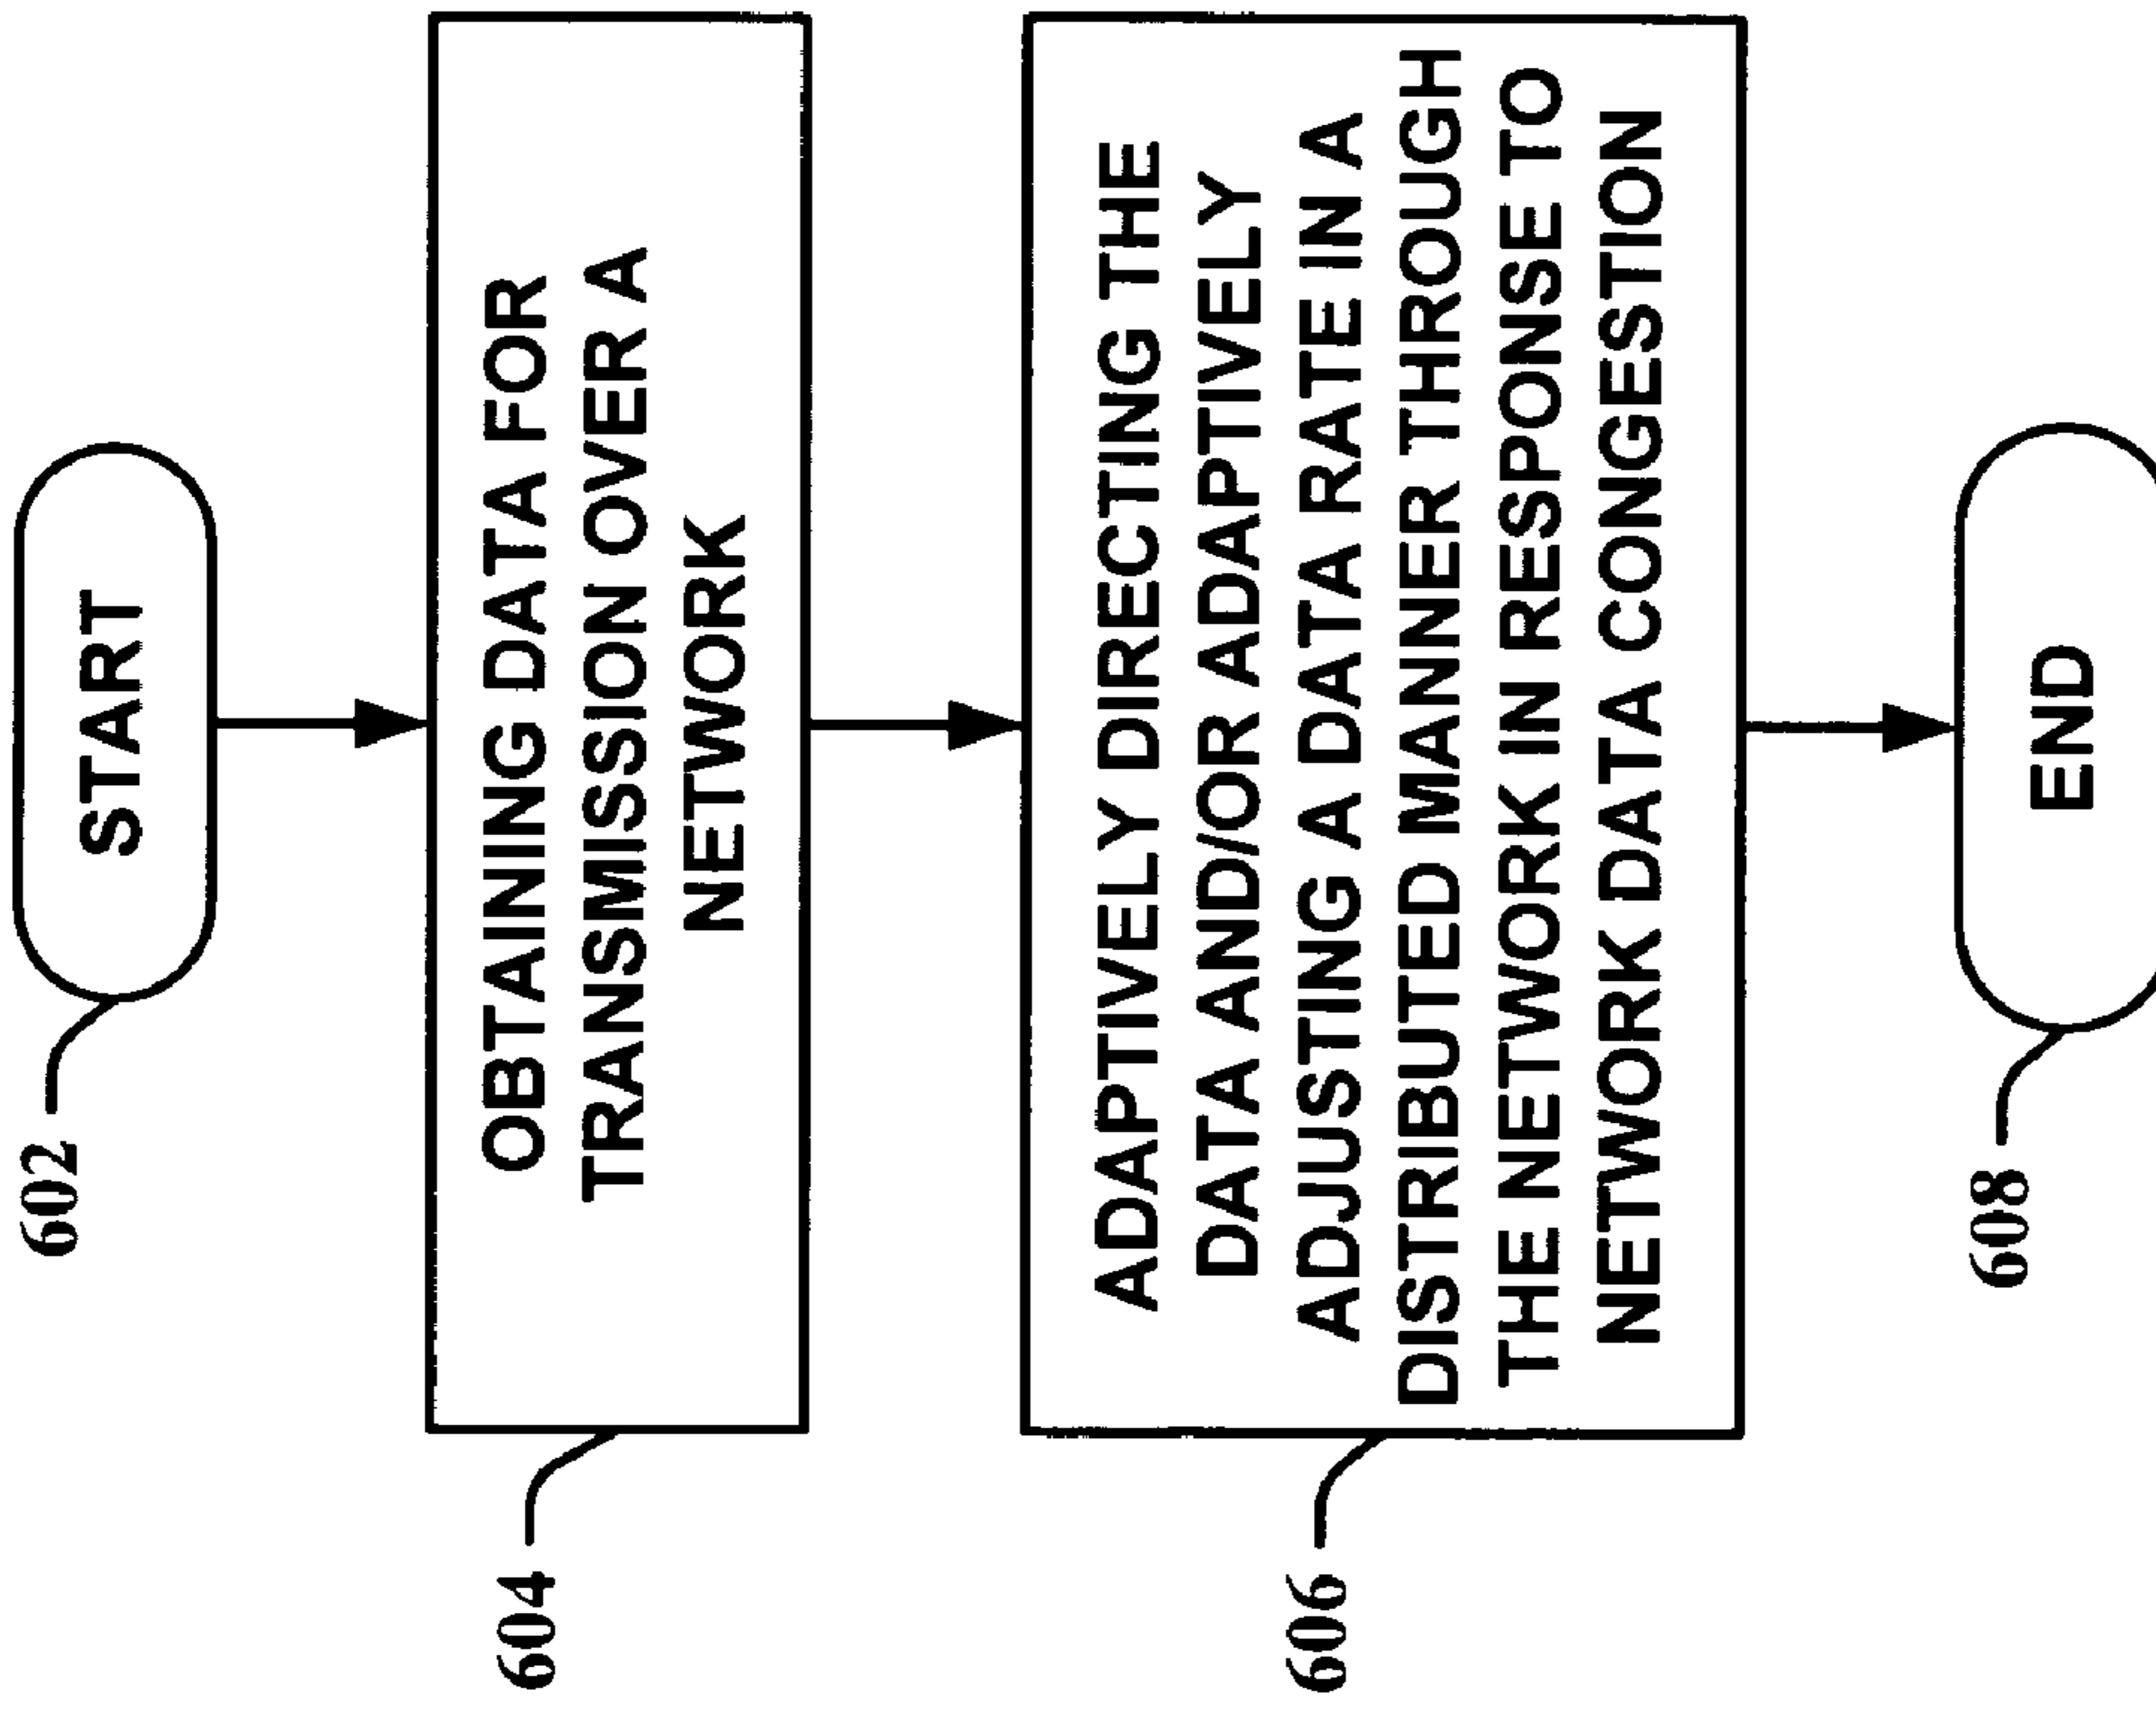 START
602
OBTAINING DATA FOR
TRANSMISSION OVER A
NETWORK
604
ADAPTIVELY DIRECTING THE
DATA AND/OR ADAPTIVELY
ADJUSTING A DATA RATE IN A
DISTRIBUTED MANNER THROUGH
THE NETWORK IN RESPONSE TO
NETWORK DATA CONGESTION
606
END
608